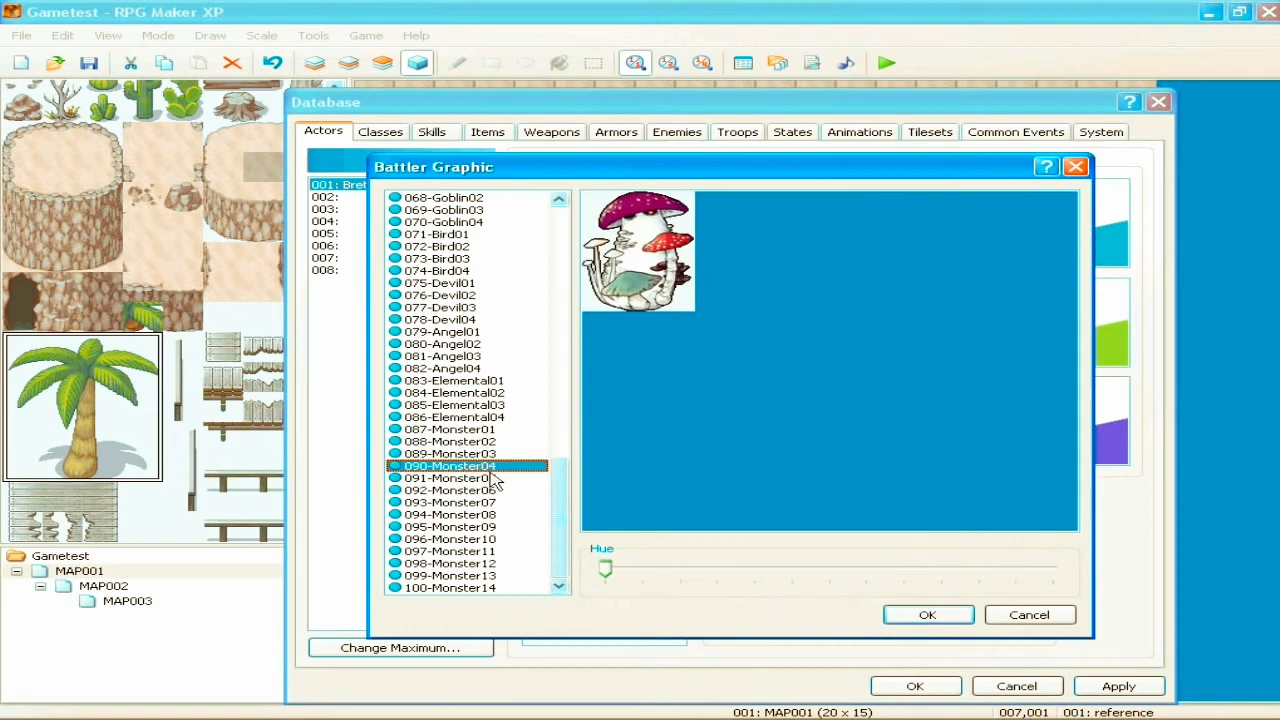 Gametest - RPG Maker XP
File Edit View Mode Draw Scale Tools Game Help
Database
Actors Classes Skills Items Weapons Armors Enemies Troops States Animations Tilesets Common Events System
Battler Graphic
001: Bret
002:
003:
004:
005:
006:
007:
008:
068-Goblin02
069-Goblin03
070-Goblin04
071-Bird01
072-Bird02
073-Bird03
074-Bird04
075-Devil01
076-Devil02
077-Devil03
078-Devil04
079-Angel01
080-Angel02
081-Angel03
082-Angel04
083-Elemental01
084-Elemental02
085-Elemental03
086-Elemental04
087-Monster01
088-Monster02
089-Monster03
090-Monster04
091-Monster0
092-Monster06
093-Monster07
094-Monster08
095-Monster09
096-Monster10
097-Monster11
098-Monster12
099-Monster13
100-Monster14
Hue
OK Cancel
Change Maximum...
OK Cancel Apply
Gametest
MAP001
MAP002
MAP003
001: MAP001 (20 x 15) 007,001 001: reference